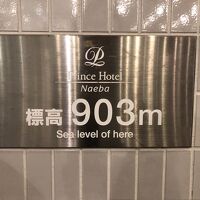 P
Prince Hotel
Naeba
標高 903m
Sea level of here